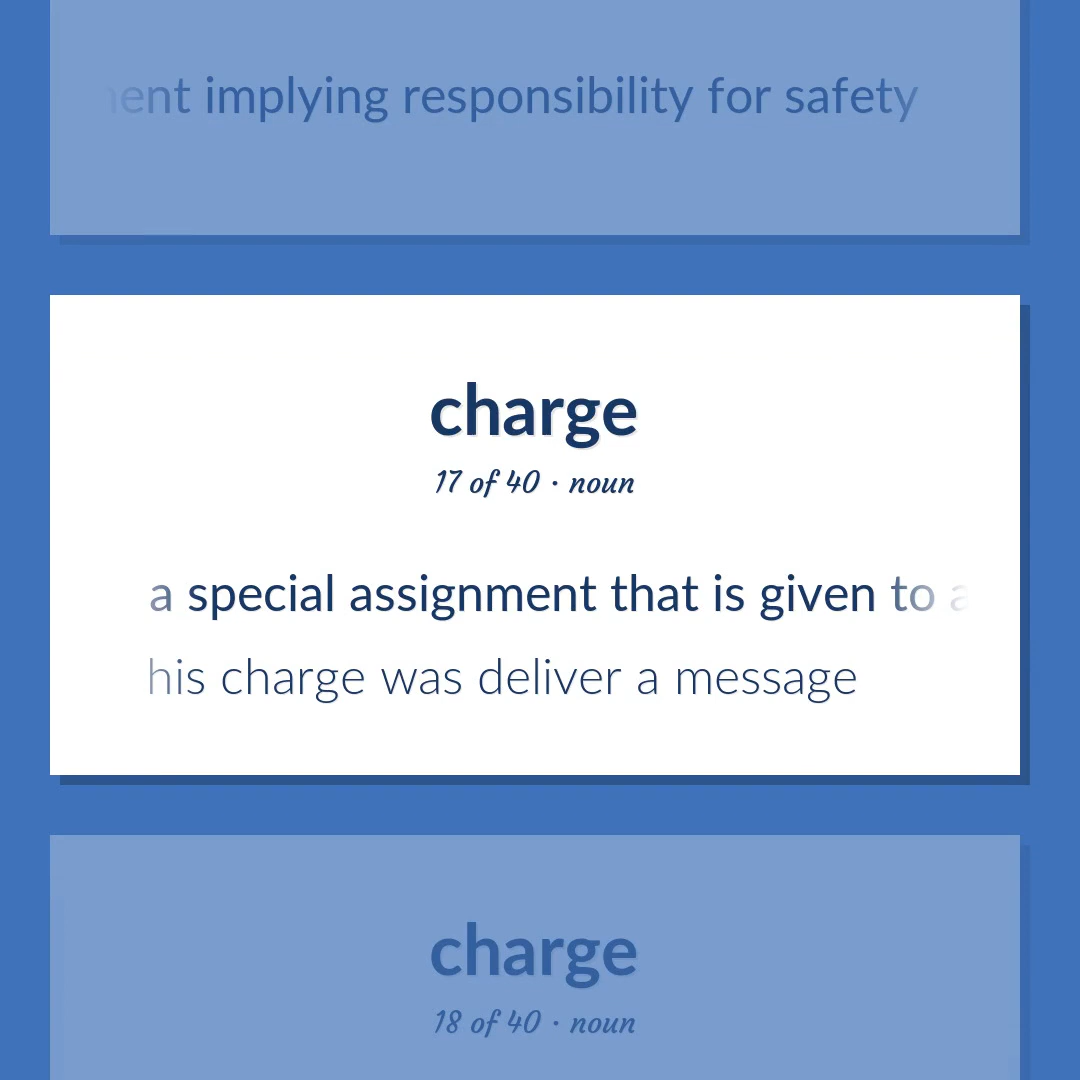 implying responsibility for safety
charge
17 of 40 · noun
a special assignment that is given to
his charge was deliver a message
charge
18 of 40 · noun